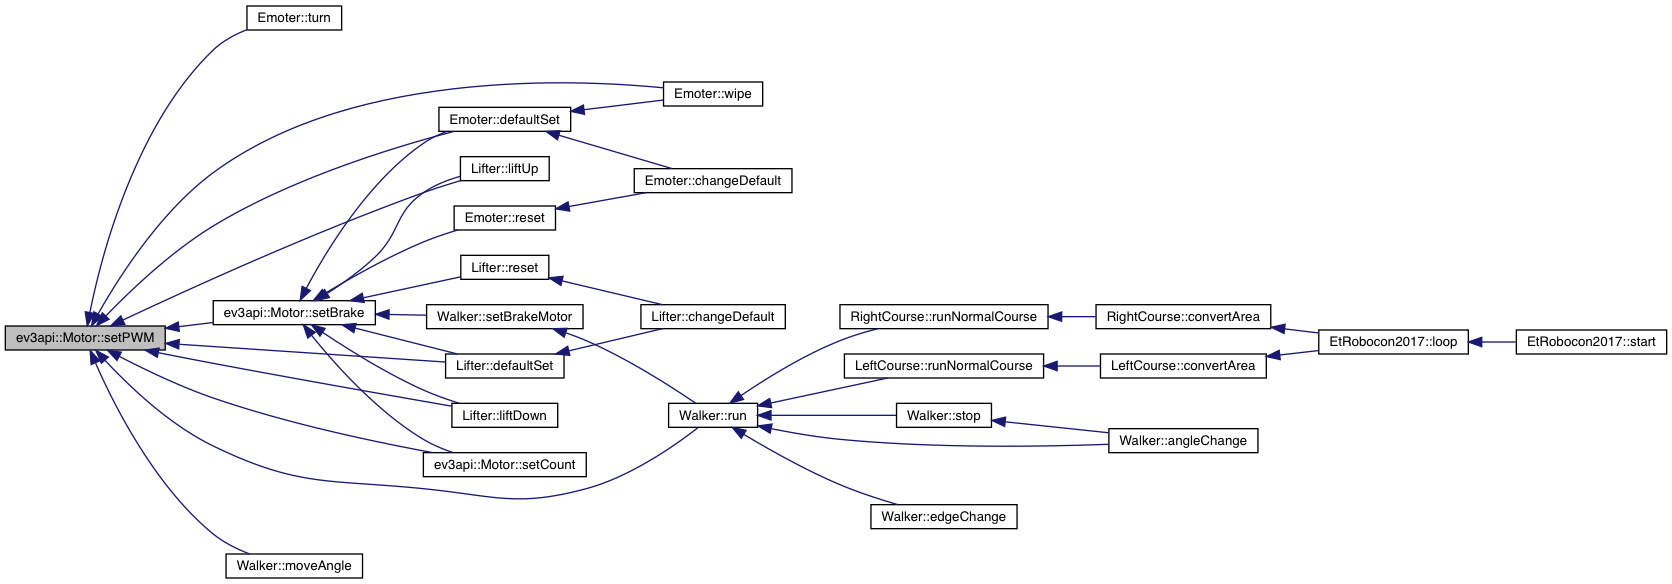 Emoter::turn
Emoter::wipe
Emoter::defaultSet
Lifter::liftUp
Emoter::changeDefault
Emoter::reset
Lifter::reset
ev3api::Motor::setBrake
Walker::setBrakeMotor
Lifter::changeDefault
RightCourse::runNormalCourse
RightCourse::convertArea
ev3api::Motor::setPWM
EtRobocon2017::loop
EtRobocon2017::start
Lifter::defaultSet
LeftCourse::runNormalCourse
LeftCourse::convertArea
Lifter::liftDown
Walker::run
Walker::stop
Walker::angleChange
ev3api::Motor::setCount
Walker::edgeChange
Walker::moveAngle